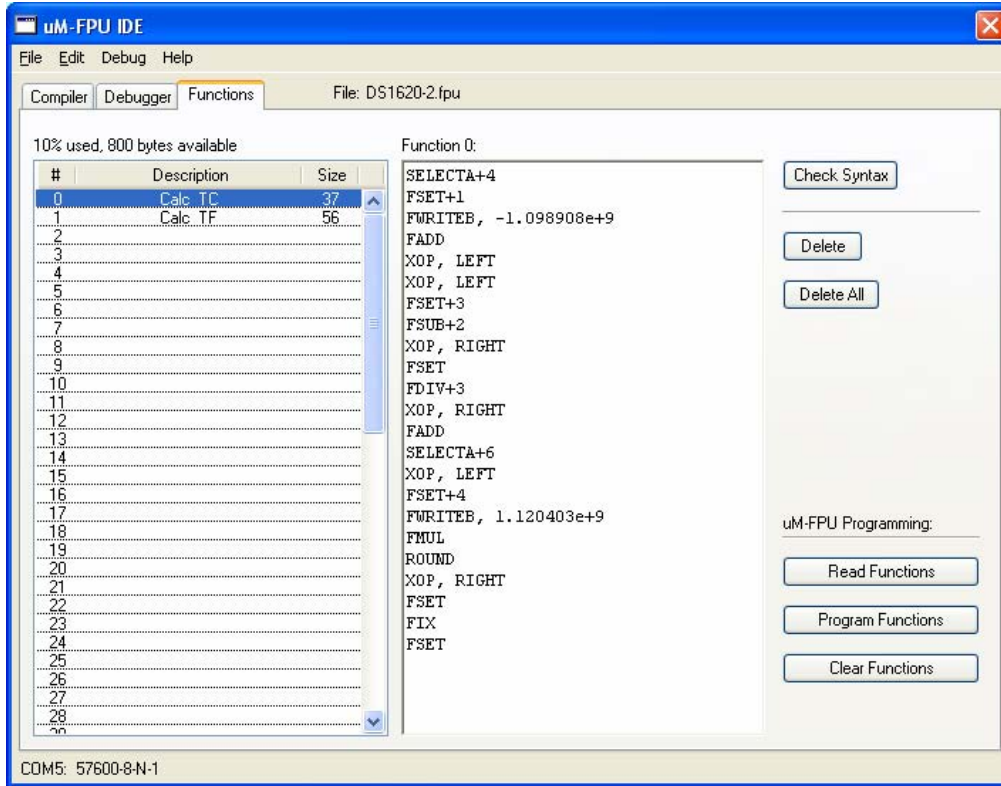 uM-FPU IDE
File Edit Debug Help
Compiler Debugger Functions File: DS1620-2.fpu
10% used, 800 bytes available
# Description Size
0 Calc TC 37
1 Calc TF 56
2
3
4
5
6
7
8
9
10
11
12
13
14
15
16
17
18
19
20
21
22
23
24
25
26
27
28
Function 0:
SELECTA+4
FSET+1
FWRITEB, -1.098908e+9
FADD
XOP, LEFT
XOP, LEFT
FSET+3
FSUB+2
XOP, RIGHT
FSET
FDIV+3
XOP, RIGHT
FADD
SELECTA+6
XOP, LEFT
FSET+4
FWRITEB, 1.120403e+9
FMUL
ROUND
XOP, RIGHT
FSET
FIX
FSET
Check Syntax
Delete
Delete All
uM-FPU Programming:
Read Functions
Program Functions
Clear Functions
COM5: 57600-8-N-1